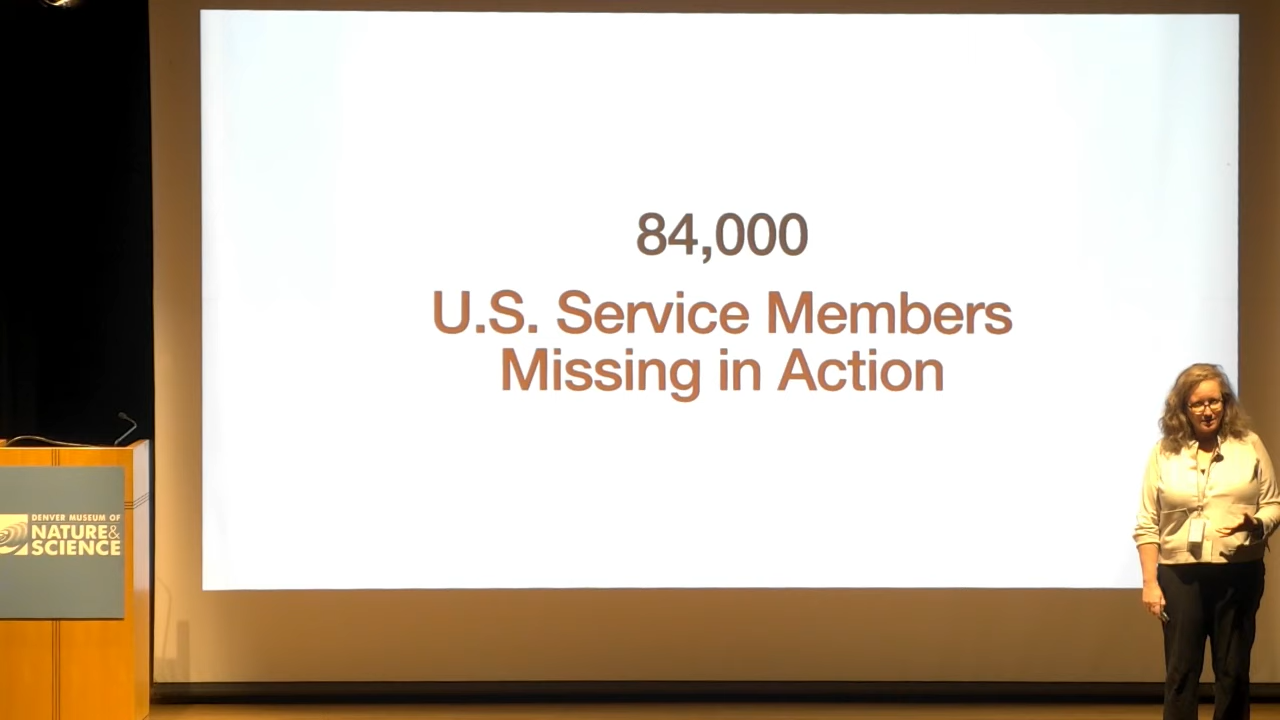 84,000
U.S. Service Members
Missing in Action
DENVER MUSEUM OF
NATURE&
SCIENCE